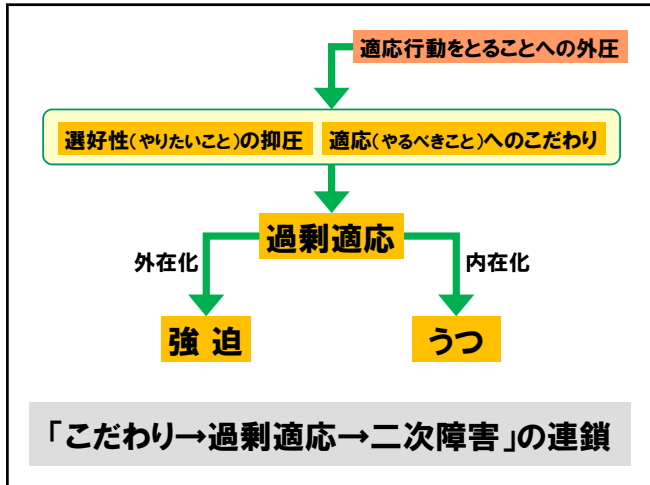 適応行動をとることへの外圧
選好性(やりたいこと)の抑圧
適応(やるべきこと)へのこだわり
過剰適応
外在化
内在化
強 迫
うつ
「こだわり→過剰適応→二次障害」の連鎖